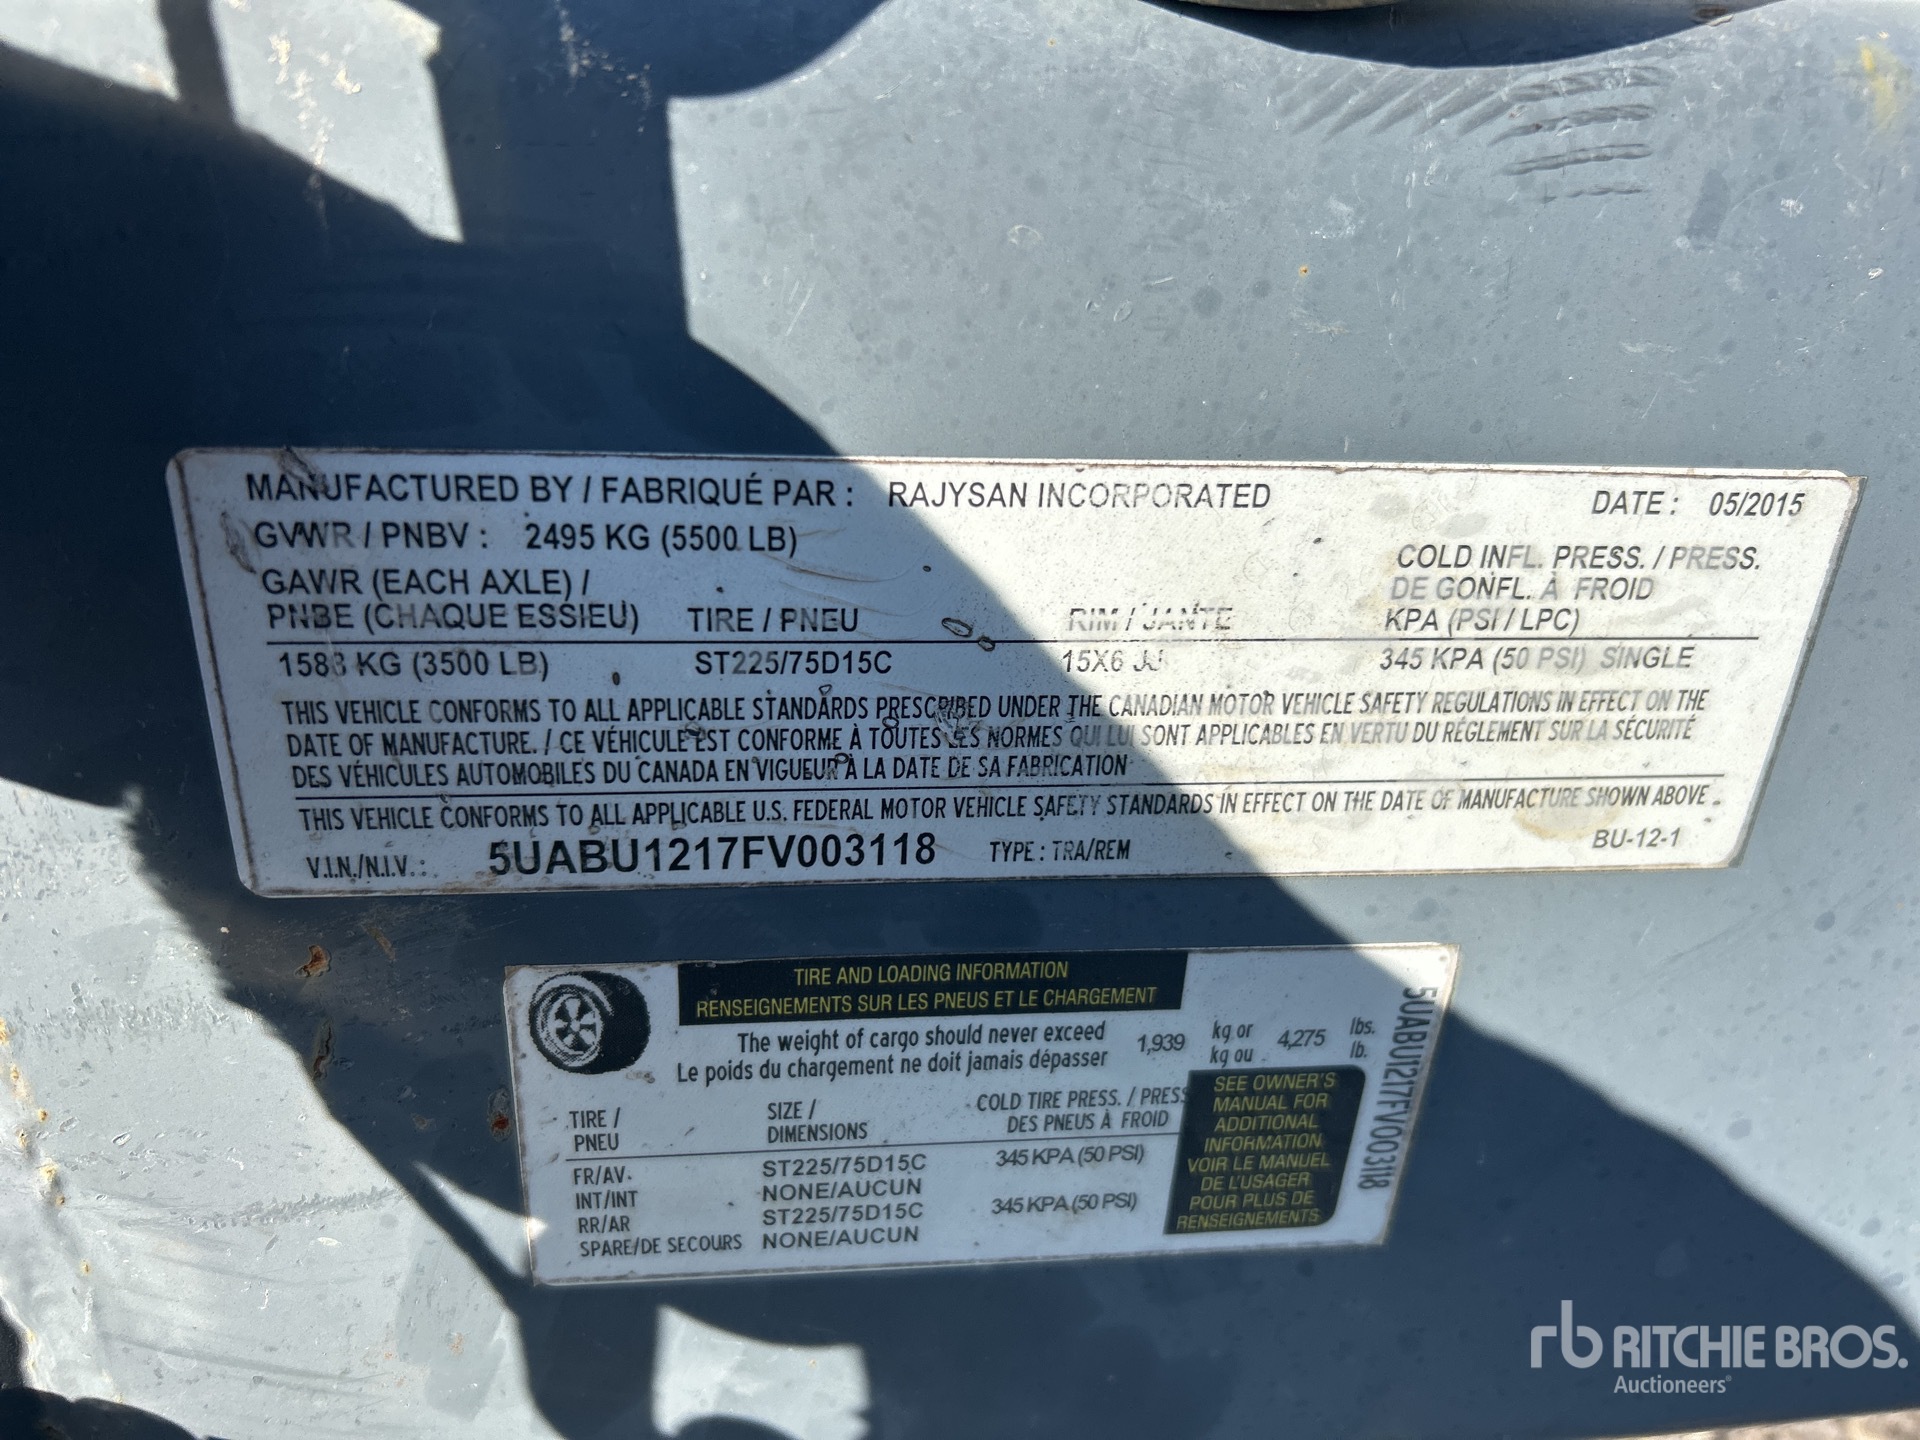 MANUFACTURED BY / FABRIQUÉ PAR : RAJYSAN INCORPORATED DATE : 05/2015
GVWR / PNBV : 2495 KG (5500 LB)
GAWR (EACH AXLE) /
PNBE (CHAQUE ESSIEU) TIRE / PNEU RIM / JANTE COLD INFL. PRESS. / PRESS.
DE GONFL. À FROID
KPA (PSI / LPC)
1588 KG (3500 LB) ST225/75D15C 15X6 JJ 345 KPA (50 PSI) SINGLE
THIS VEHICLE CONFORMS TO ALL APPLICABLE STANDARDS PRESCRIBED UNDER THE CANADIAN MOTOR VEHICLE SAFETY REGULATIONS IN EFFECT ON THE
DATE OF MANUFACTURE. / CE VÉHICULE EST CONFORME À TOUTES LES NORMES QUI LUI SONT APPLICABLES EN VERTU DU RÉGLEMENT SUR LA SÉCURITÉ
DES VÉHICULES AUTOMOBILES DU CANADA EN VIGUEUR À LA DATE DE SA FABRICATION
THIS VEHICLE CONFORMS TO ALL APPLICABLE U.S. FEDERAL MOTOR VEHICLE SAFETY STANDARDS IN EFFECT ON THE DATE OF MANUFACTURE SHOWN ABOVE.
V.I.N./N.I.V.: 5UABU1217FV003118 TYPE : TRA/REM BU-12-1
TIRE AND LOADING INFORMATION
RENSEIGNEMENTS SUR LES PNEUS ET LE CHARGEMENT
The weight of cargo should never exceed 1,939 kg or 4,275 lbs.
Le poids du chargement ne doit jamais dépasser kg ou lb.
TIRE / SIZE / COLD TIRE PRESS. / PRESS
PNEU DIMENSIONS DES PNEUS À FROID
FR/AV. ST225/75D15C 345 KPA (50 PSI)
INT/INT NONE/AUCUN
RR/AR ST225/75D15C 345 KPA (50 PSI)
SPARE/DE SECOURS NONE/AUCUN
SEE OWNER'S
MANUAL FOR
ADDITIONAL
INFORMATION
VOIR LE MANUEL
DE L'USAGER
POUR PLUS DE
RENSEIGNEMENTS
5UABU1217FV003118
rb RITCHIE BROS.
Auctioneers